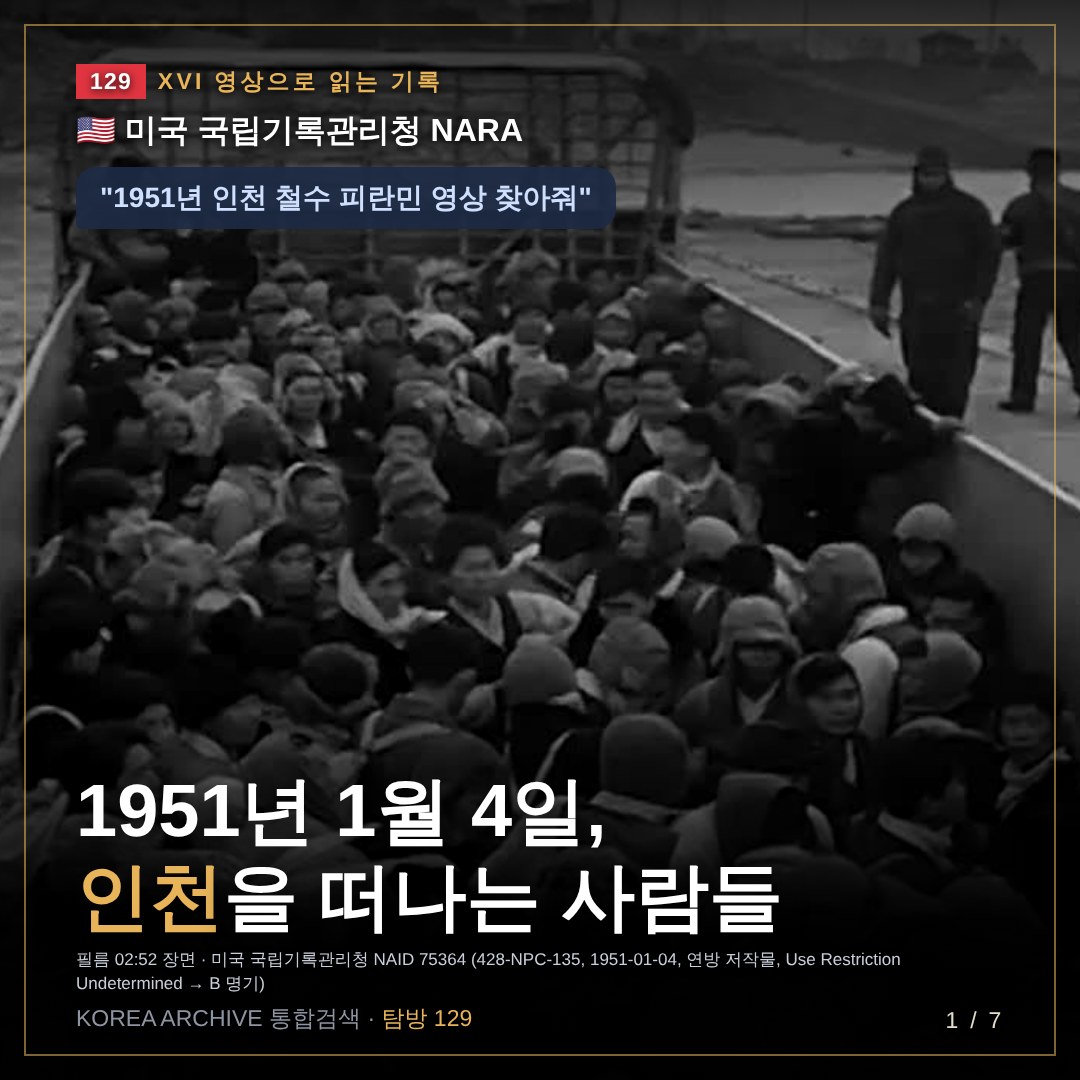 129 XVI 영상으로 읽는 기록
🇺🇸 미국 국립기록관리청 NARA
"1951년 인천 철수 피란민 영상 찾아줘"
1951년 1월 4일,
인천을 떠나는 사람들
필름 02:52 장면 · 미국 국립기록관리청 NAID 75364 (428-NPC-135, 1951-01-04, 연방 저작물, Use Restriction
Undetermined → B 명기)
KOREA ARCHIVE 통합검색 · 탐방 129
1 / 7